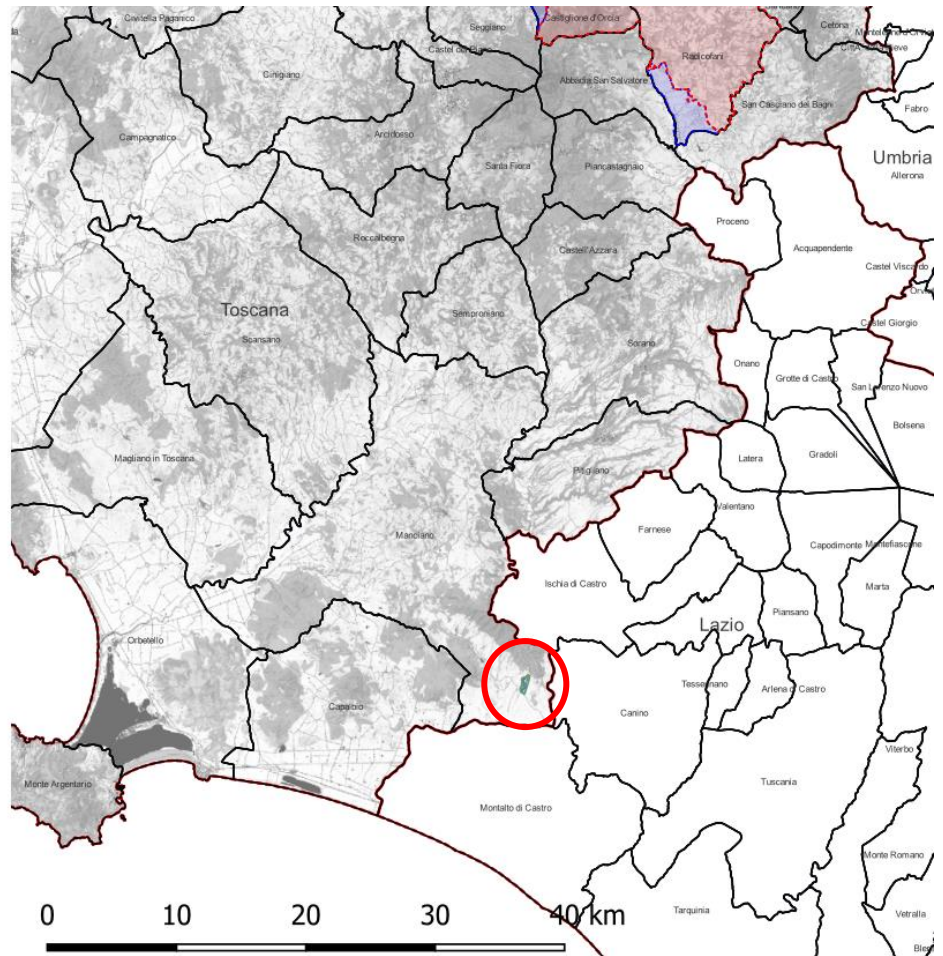 Civitella Paganico
Seggiano
Castiglione d'Orcia
Cetona
Castel del Piano
Radicofani
Cinigiano
Abbadia San Salvatore
San Casciano dei Bagni
Fabro
Campagnatico
Arcidosso
Umbria
Santa Fiora
Piancastagnaio
Allerona
Proceno
Roccalbegna
Castell'Azzara
Acquapendente
Castel Viscardo
Toscana
Semproniano
Scansano
Sorano
Castel Giorgio
Onano
Grotte di Castro
San Lorenzo Nuovo
Bolsena
Magliano in Toscana
Pitigliano
Latera
Gradoli
Valentano
Manciano
Farnese
Capodimonte
Montefiascone
Ischia di Castro
Marta
Piansano
Orbetello
Lazio
Tessennano
Arlena di Castro
Capalbio
Canino
Viterbo
Monte Argentario
Tuscania
Montalto di Castro
Monte Romano
Tarquinia
Vetralla
0 10 20 30 40 km